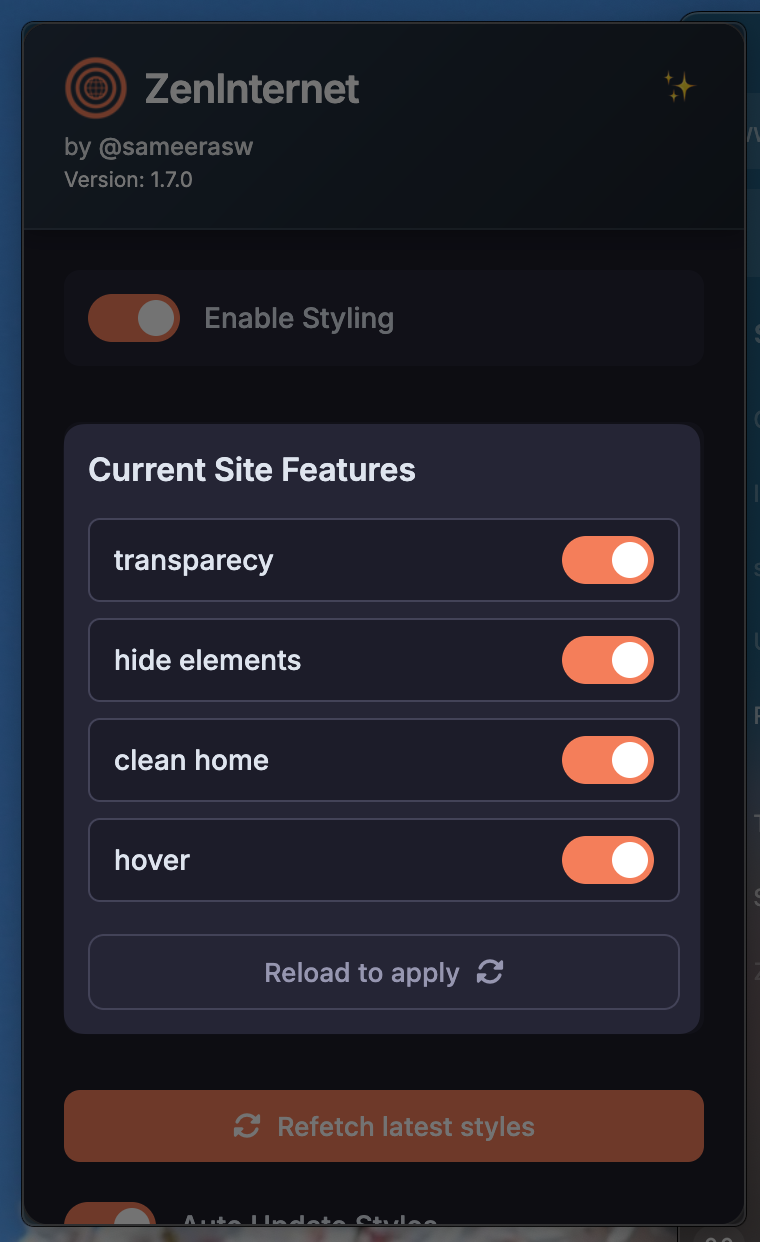 ZenInternet
by @sameerasw
Version: 1.7.0
Enable Styling
Current Site Features
transparecy
hide elements
clean home
hover
Reload to apply
Refetch latest styles
Auto Update Styles